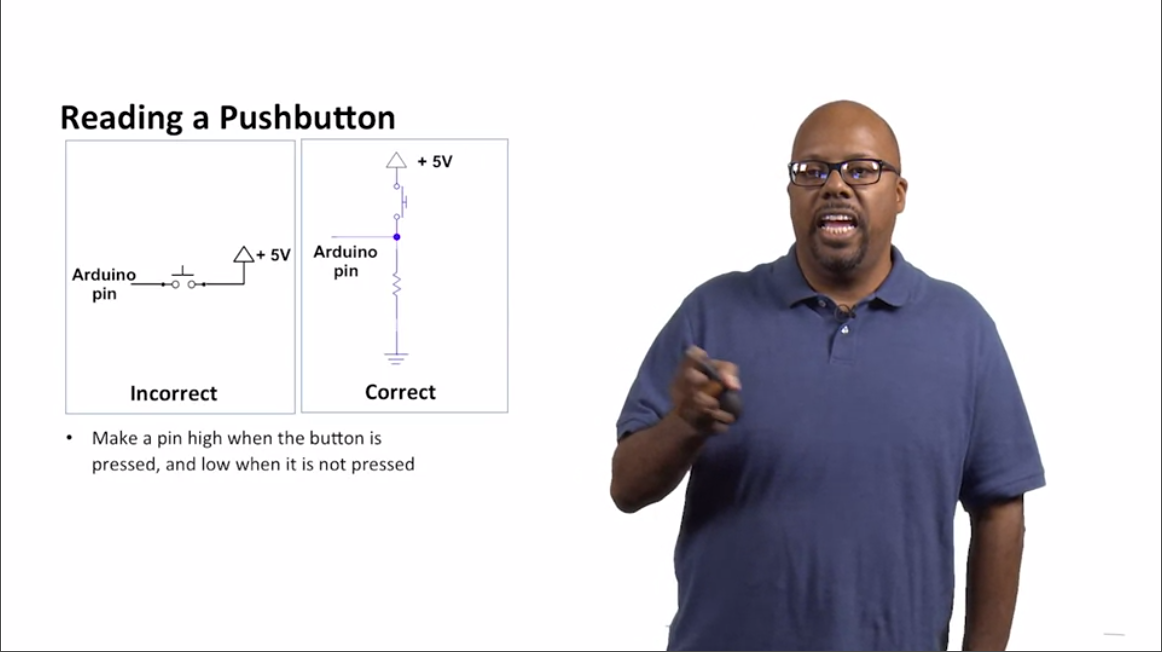 Reading a Pushbutton
+ 5V
Arduino
pin
Incorrect
+ 5V
Arduino
pin
Correct
• Make a pin high when the button is
pressed, and low when it is not pressed